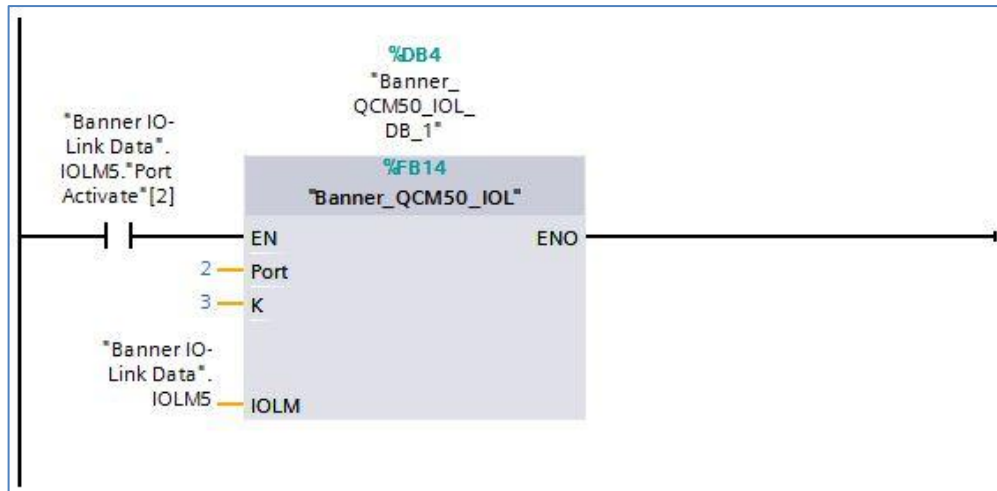 %DB4
"Banner_
QCM50_IOL_
DB_1"
"Banner IO-
Link Data".
IOLM5."Port
Activate"[2]
%FB14
"Banner_QCM50_IOL"
EN
ENO
2
Port
3
K
"Banner IO-
Link Data".
IOLM5
IOLM